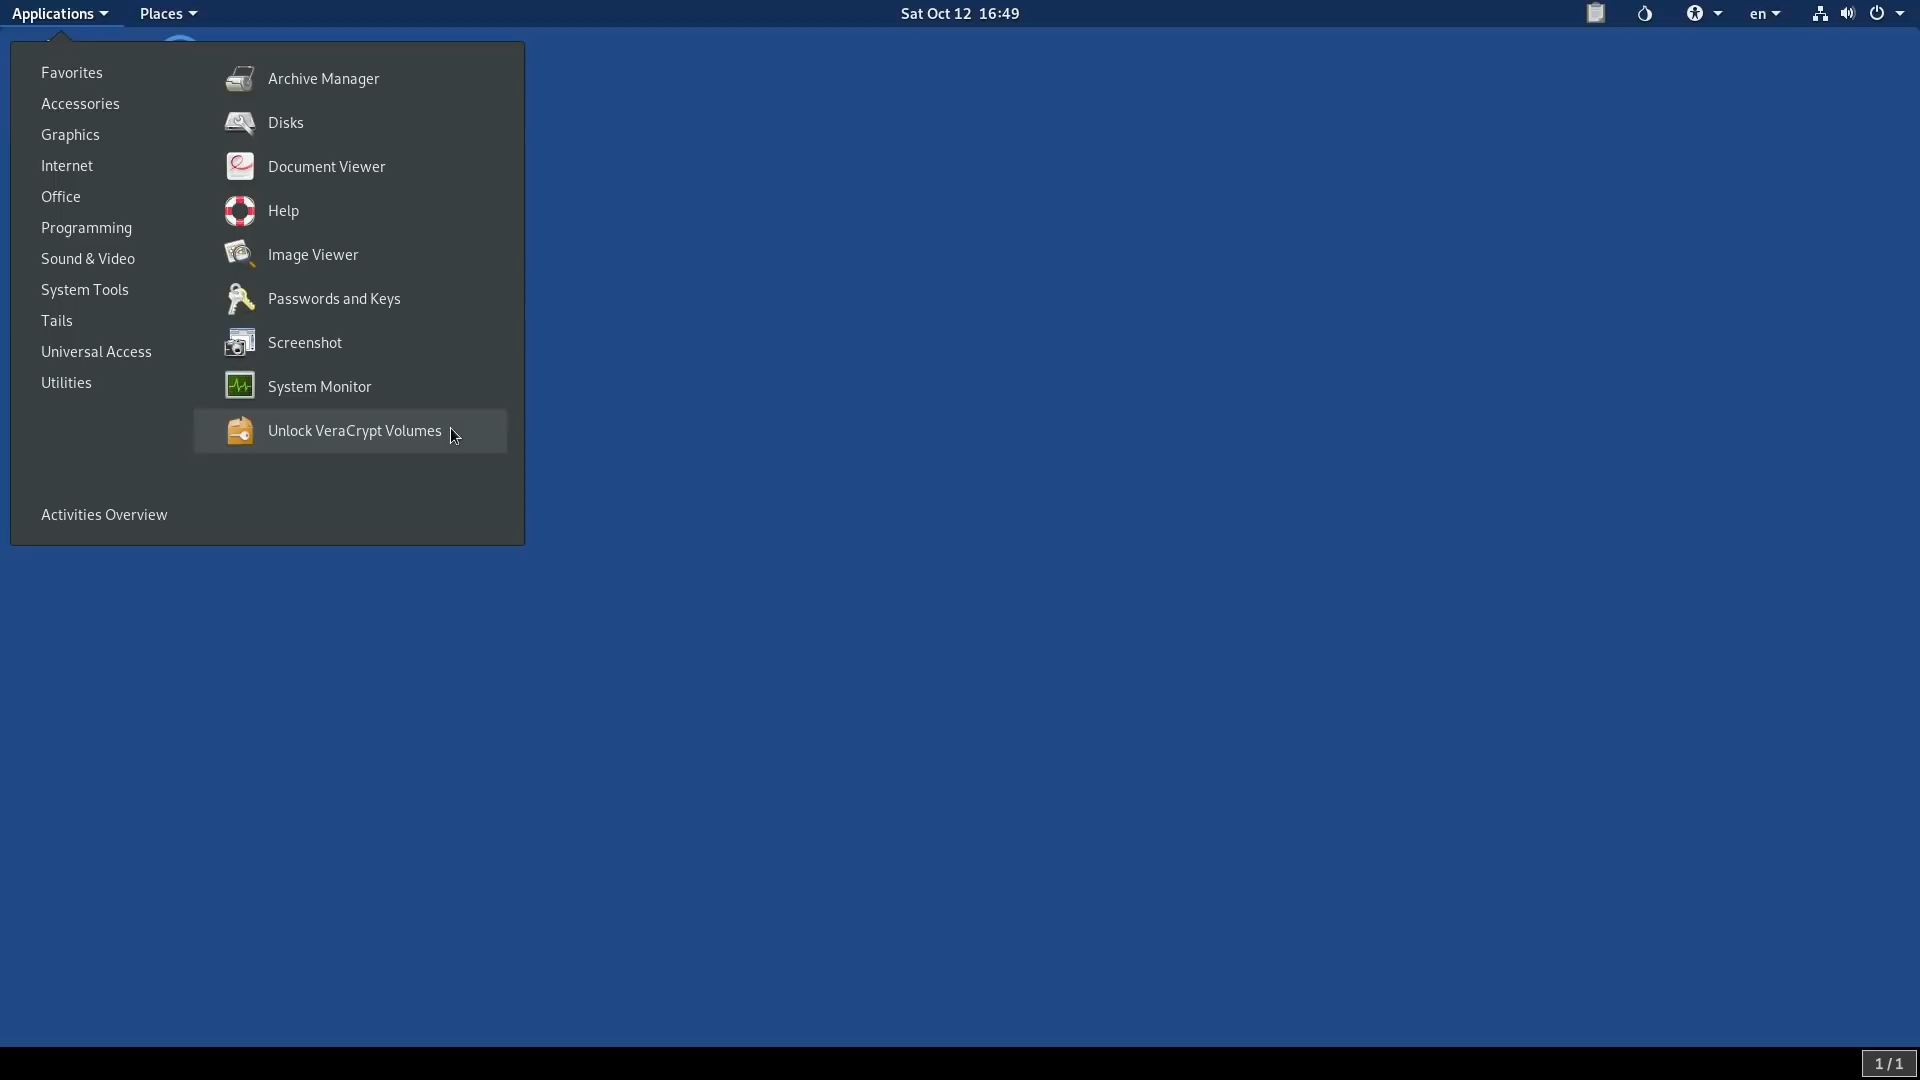 Applications Places Sat Oct 12 16:49 en
Favorites
Accessories
Graphics
Internet
Office
Programming
Sound & Video
System Tools
Tails
Universal Access
Utilities
Activities Overview
Archive Manager
Disks
Document Viewer
Help
Image Viewer
Passwords and Keys
Screenshot
System Monitor
Unlock VeraCrypt Volumes
1 / 1